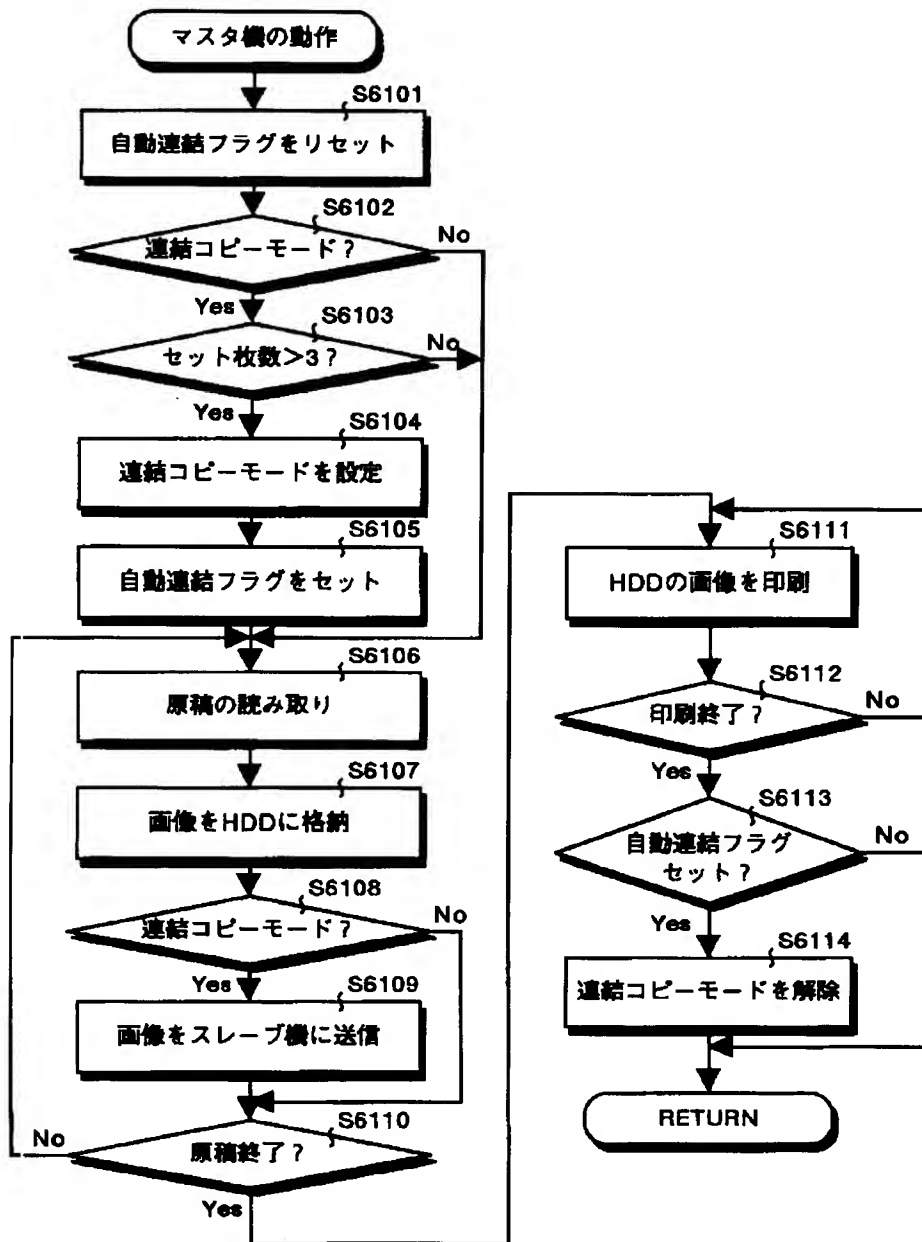 マスタ機の動作
S6101
自動連結フラグをリセット
S6102
連結コピーモード?
No
Yes
S6103
セット枚数>3?
No
Yes
S6104
連結コピーモードを設定
S6105
自動連結フラグをセット
S6106
原稿の読み取り
S6107
画像をHDDに格納
S6108
連結コピーモード?
No
Yes
S6109
画像をスレーブ機に送信
S6110
原稿終了?
No
Yes
S6111
HDDの画像を印刷
S6112
印刷終了?
No
Yes
S6113
自動連結フラグ
セット?
No
Yes
S6114
連結コピーモードを解除
RETURN